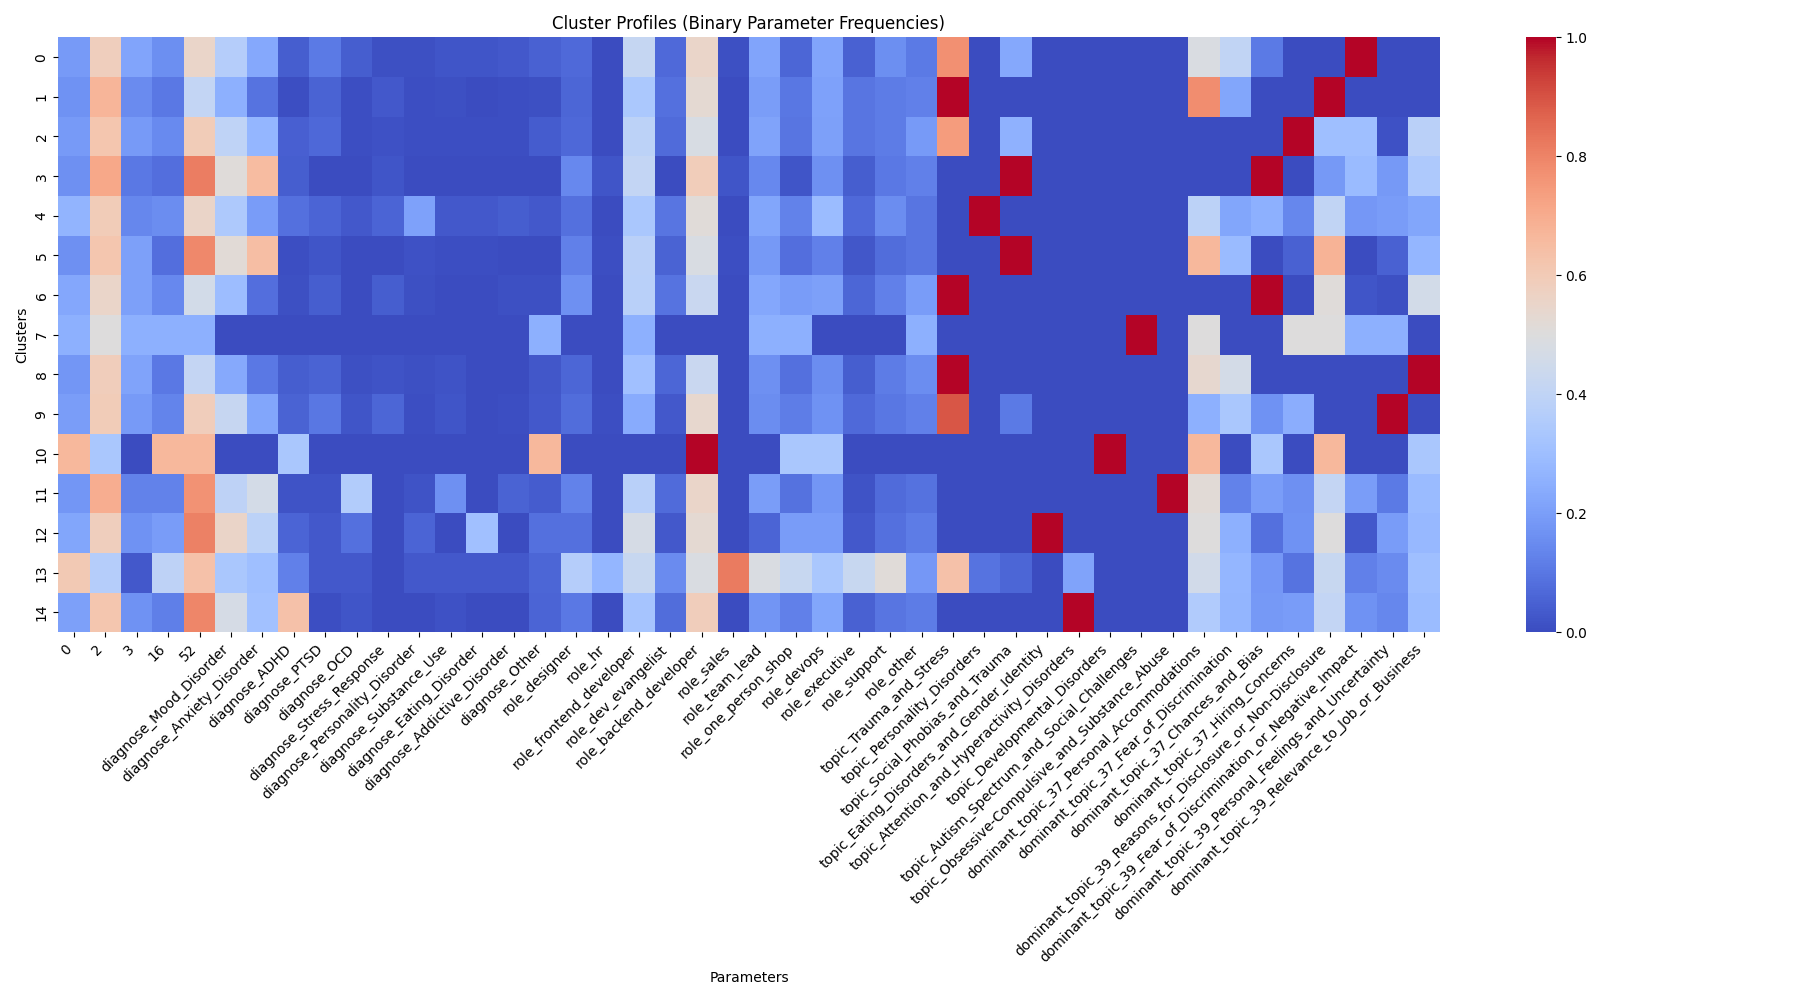 Cluster Profiles (Binary Parameter Frequencies)
Clusters
0
1
2
3
4
5
6
7
8
9
10
11
12
13
14
1.0
0.8
0.6
0.4
0.2
0.0
0
2
3
16
52
diagnose_Mood_Disorder
diagnose_Anxiety_Disorder
diagnose_ADHD
diagnose_PTSD
diagnose_OCD
diagnose_Stress_Response
diagnose_Personality_Disorder
diagnose_Substance_Use
diagnose_Eating_Disorder
diagnose_Addictive_Disorder
diagnose_Other
role_designer
role_hr
role_frontend_developer
role_dev_evangelist
role_backend_developer
role_sales
role_team_lead
role_one_person_shop
role_devops
role_executive
role_support
role_other
topic_Trauma_and_Stress
topic_Personality_Disorders
topic_Social_Phobias_and_Trauma
topic_Eating_Disorders_and_Gender_Identity
topic_Attention_and_Hyperactivity_Disorders
topic_Developmental_Disorders
topic_Autism_Spectrum_and_Social_Challenges
topic_Obsessive-Compulsive_and_Substance_Abuse
dominant_topic_37_Personal_Accommodations
dominant_topic_37_Fear_of_Discrimination
dominant_topic_37_Chances_and_Bias
dominant_topic_37_Hiring_Concerns
dominant_topic_39_Reasons_for_Disclosure_or_Non-Disclosure
dominant_topic_39_Fear_of_Discrimination_or_Negative_Impact
dominant_topic_39_Personal_Feelings_and_Uncertainty
dominant_topic_39_Relevance_to_Job_or_Business
Parameters